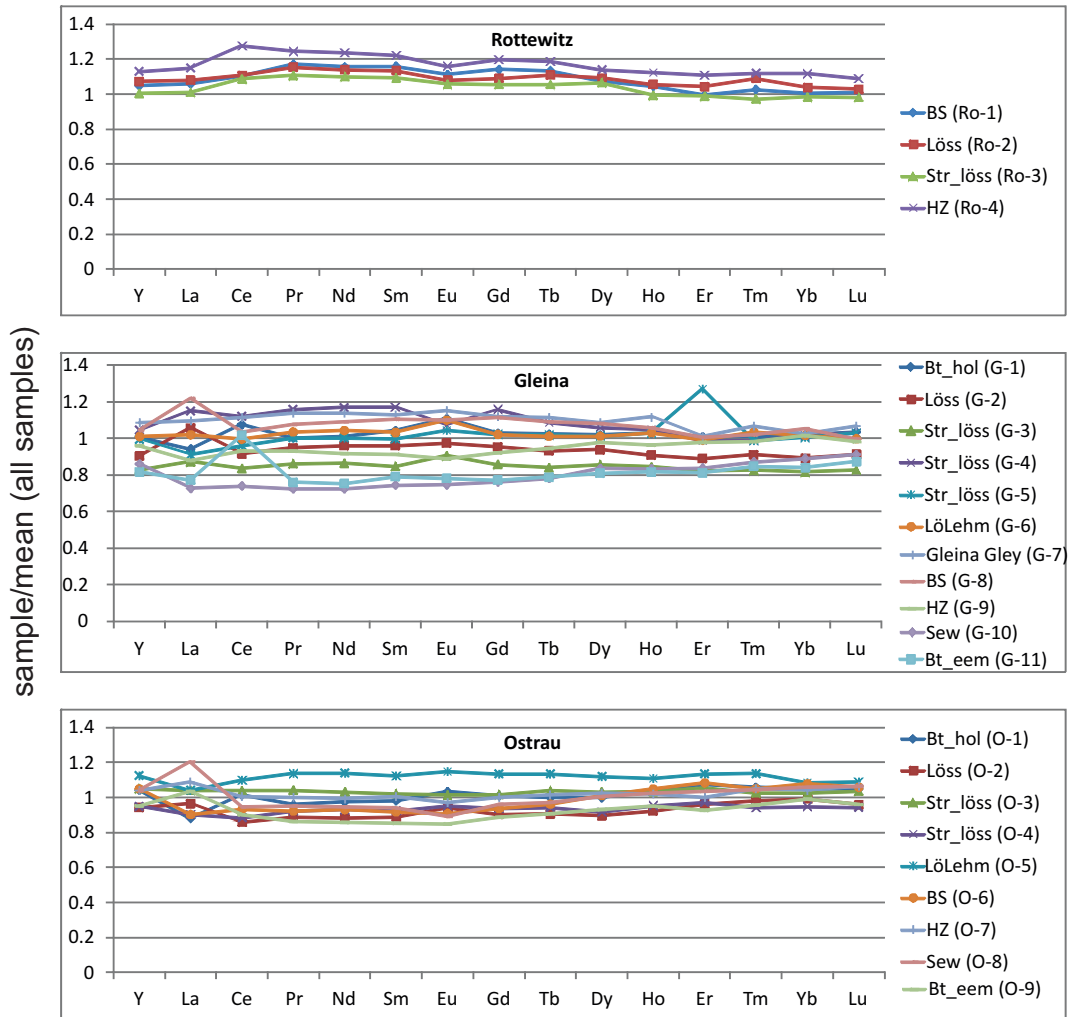 sample/mean (all samples)
Rottewitz
1.4
1.2
1
0.8
0.6
0.4
0.2
0
Y La Ce Pr Nd Sm Eu Gd Tb Dy Ho Er Tm Yb Lu
BS (Ro-1)
Löss (Ro-2)
Str_löss (Ro-3)
HZ (Ro-4)
Gleina
1.4
1.2
1
0.8
0.6
0.4
0.2
0
Y La Ce Pr Nd Sm Eu Gd Tb Dy Ho Er Tm Yb Lu
Bt_hol (G-1)
Löss (G-2)
Str_löss (G-3)
Str_löss (G-4)
Str_löss (G-5)
LöLehm (G-6)
Gleina Gley (G-7)
BS (G-8)
HZ (G-9)
Sew (G-10)
Bt_eem (G-11)
Ostrau
1.4
1.2
1
0.8
0.6
0.4
0.2
0
Y La Ce Pr Nd Sm Eu Gd Tb Dy Ho Er Tm Yb Lu
Bt_hol (O-1)
Löss (O-2)
Str_löss (O-3)
Str_löss (O-4)
LöLehm (O-5)
BS (O-6)
HZ (O-7)
Sew (O-8)
Bt_eem (O-9)